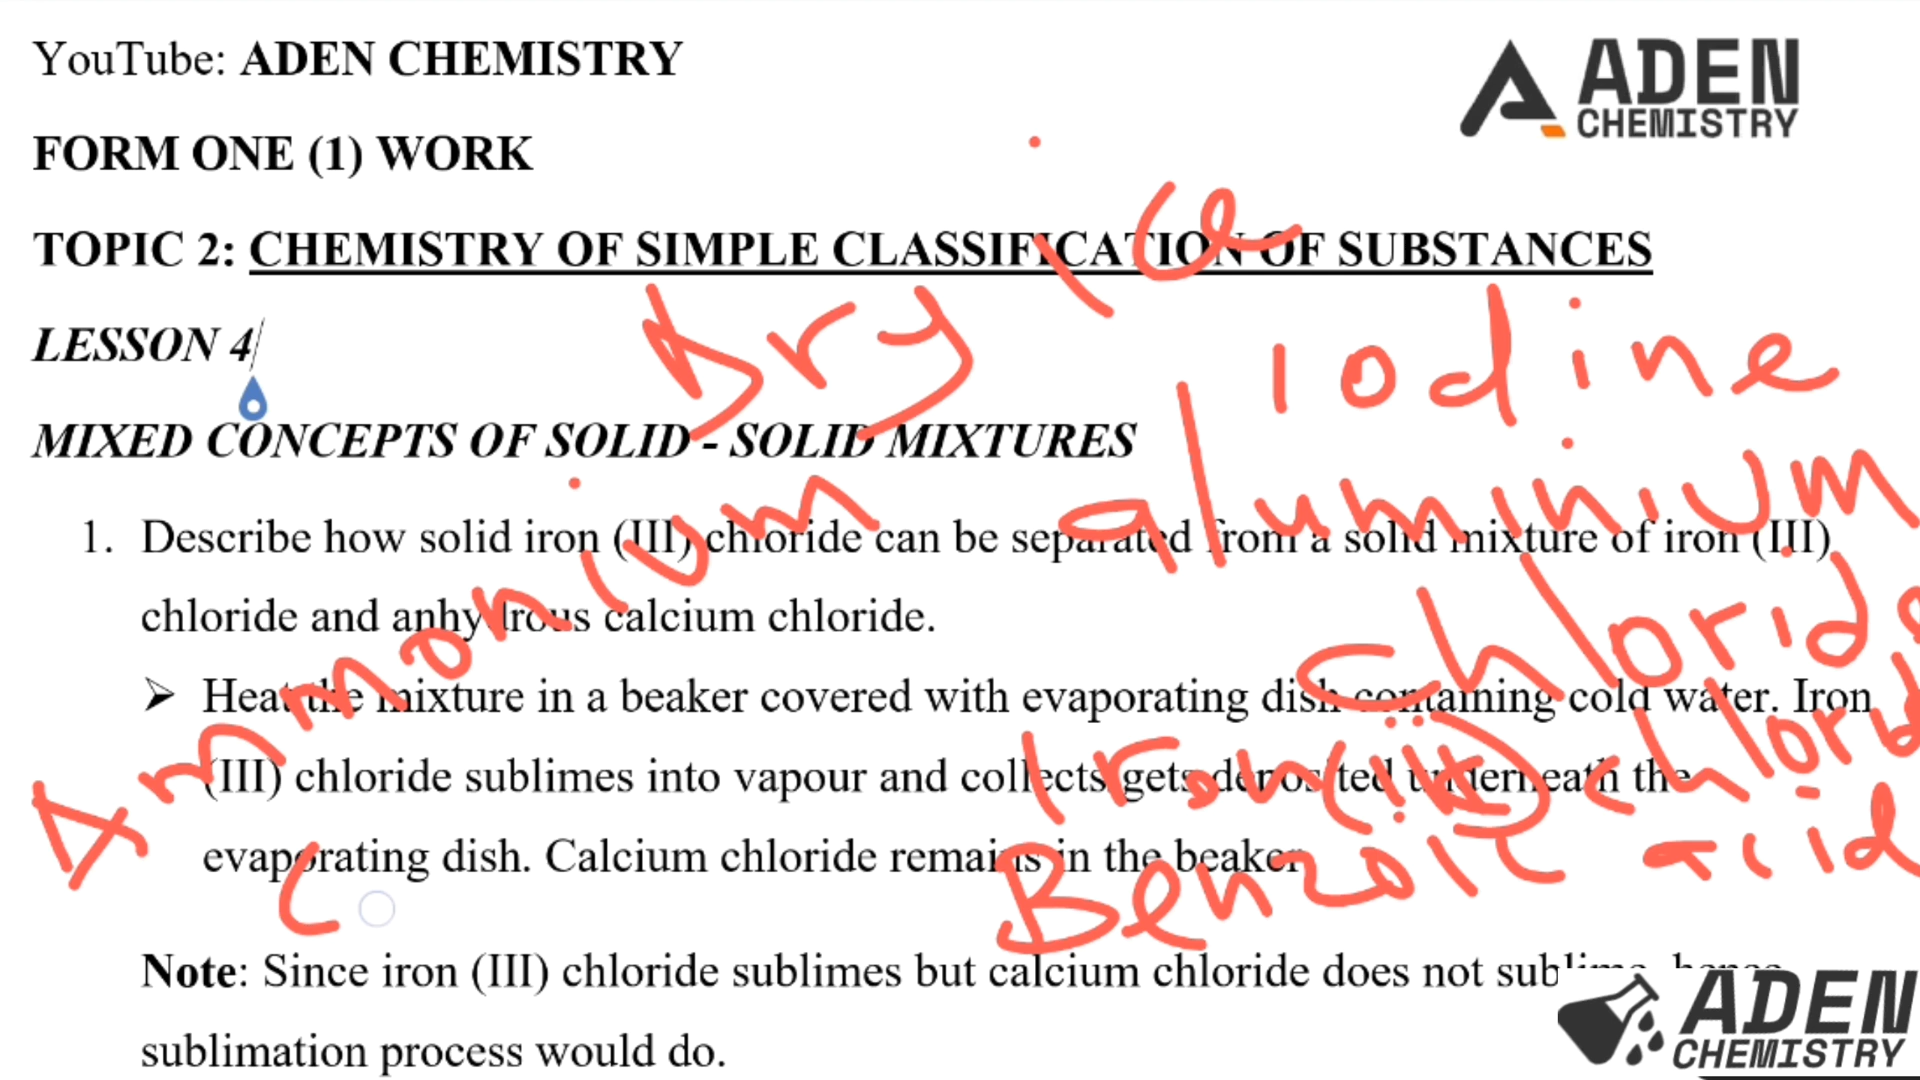 YouTube: ADEN CHEMISTRY
ADEN
CHEMISTRY
FORM ONE (1) WORK
TOPIC 2: CHEMISTRY OF SIMPLE CLASSIFICATION OF SUBSTANCES
LESSON 4
MIXED CONCEPTS OF SOLID - SOLID MIXTURES
1. Describe how solid iron (III) chloride can be separated from a solid mixture of iron (III)
chloride and anhydrous calcium chloride.
➤ Heat the mixture in a beaker covered with evaporating dish containing cold water. Iron
(III) chloride sublimes into vapour and collects/gets deposited underneath the
evaporating dish. Calcium chloride remains in the beaker.
Note: Since iron (III) chloride sublimes but calcium chloride does not sublime, hence
sublimation process would do.
Dry ice
Iodine
aluminium
chloride
Iron(iii) chlorid
Benzoic acid
Ammonium
C
ADEN
CHEMISTRY